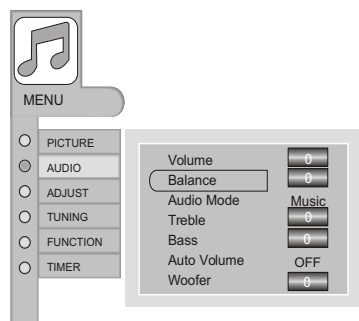 MENU
PICTURE
AUDIO
ADJUST
TUNING
FUNCTION
TIMER
Volume 0
Balance 0
Audio Mode Music
Treble 0
Bass 0
Auto Volume OFF
Woofer 0